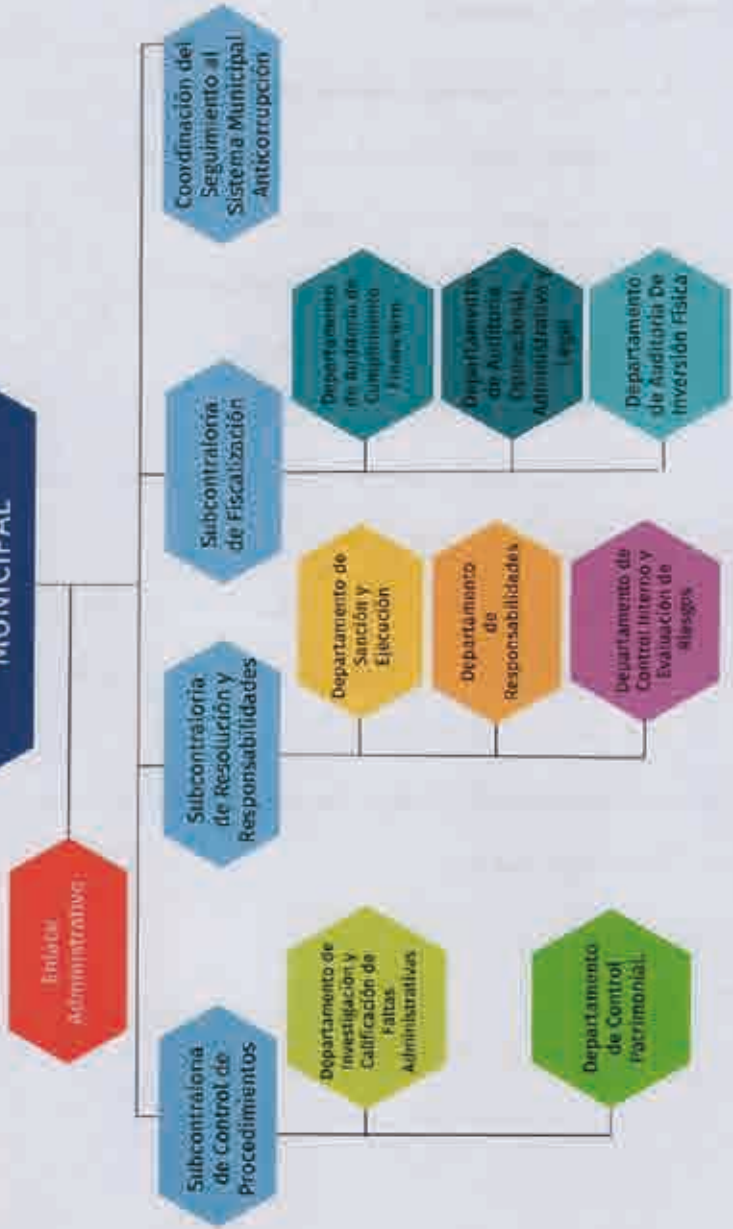 MUNICIPAL
Enlace
Administrativo
Subcontraloría
de Control de
Procedimientos
Subcontraloría
de Resolución y
Responsabilidades
Subcontraloría
de Fiscalización
Coordinación del
Seguimiento al
Sistema Municipal
Anticorrupción
Departamento de
Investigación y
Calificación de
Faltas
Administrativas
Departamento
de Control
Patrimonial.
Departamento de
Sanción y
Ejecución
Departamento
de
Responsabilidades
Departamento de
Control Interno y
Evaluación de
Riesgos
Departamento
de Auditoría de
Cumplimiento
Financiero
Departamento
de Auditoría
Operacional,
Administrativa y
Legal
Departamento
de Auditoría De
Inversión Física